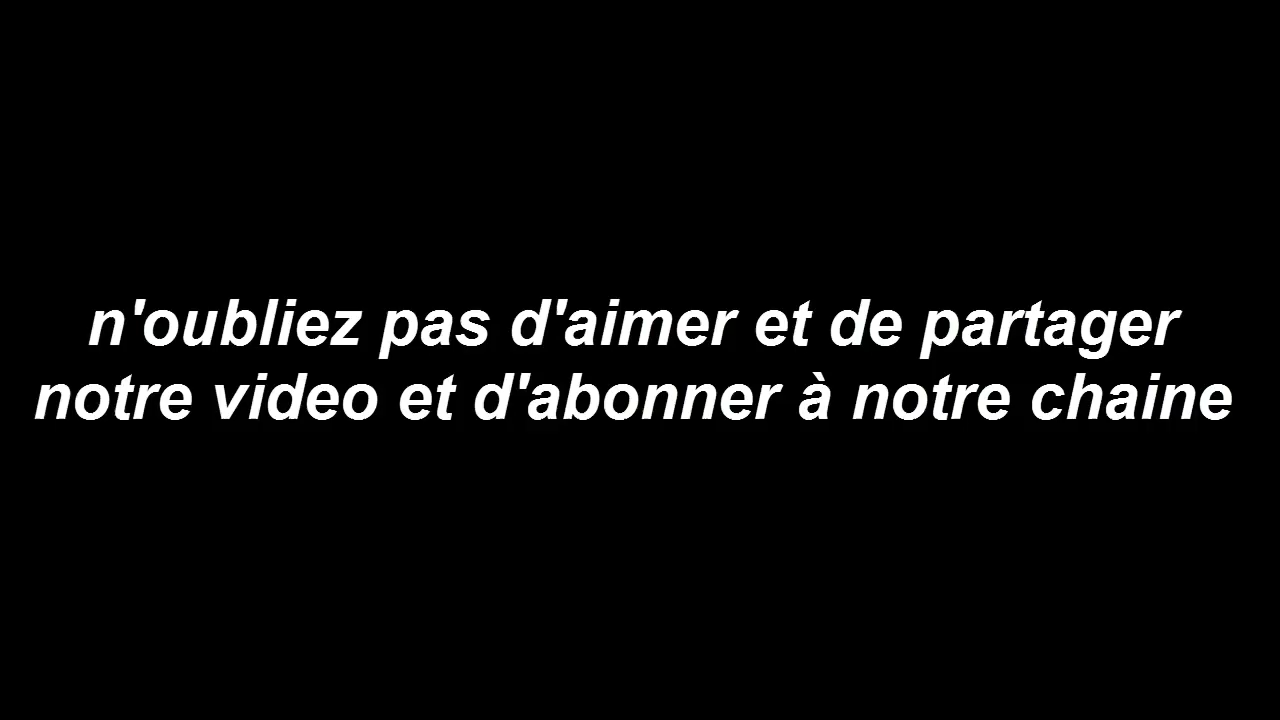 n'oubliez pas d'aimer et de partager
notre video et d'abonner à notre chaine